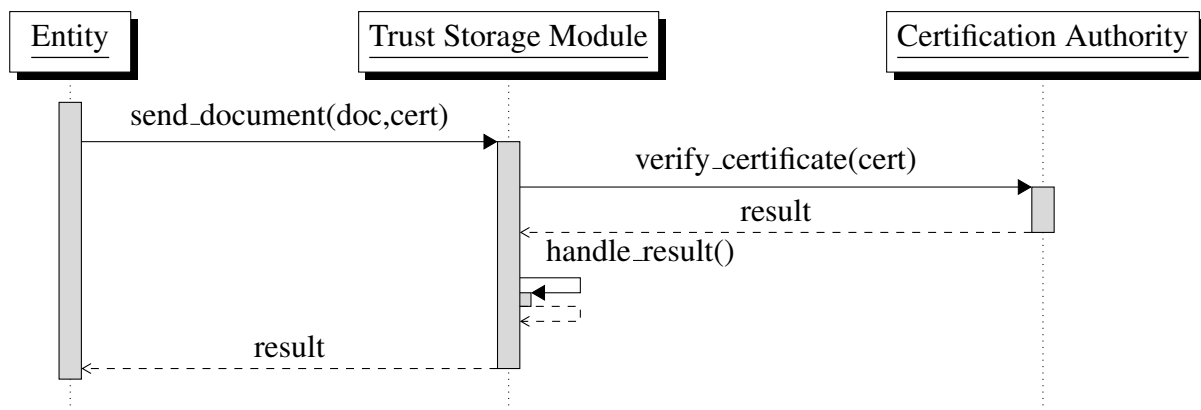 Entity
Trust Storage Module
Certification Authority
send_document(doc,cert)
verify_certificate(cert)
result
handle_result()
result